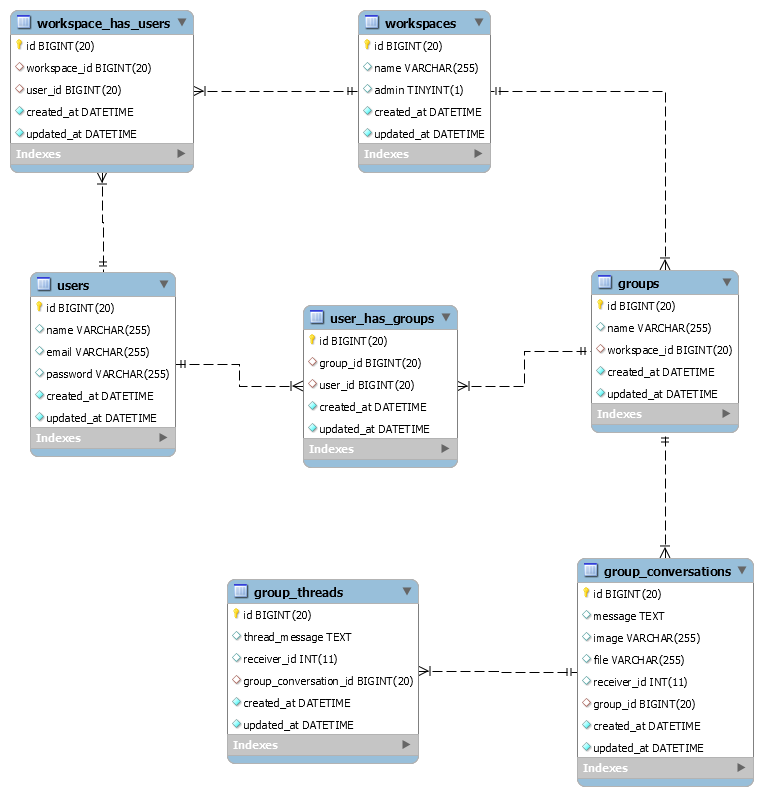 workspace_has_users
id BIGINT(20)
workspace_id BIGINT(20)
user_id BIGINT(20)
created_at DATETIME
updated_at DATETIME
Indexes
workspaces
id BIGINT(20)
name VARCHAR(255)
admin TINYINT(1)
created_at DATETIME
updated_at DATETIME
Indexes
users
id BIGINT(20)
name VARCHAR(255)
email VARCHAR(255)
password VARCHAR(255)
created_at DATETIME
updated_at DATETIME
Indexes
user_has_groups
id BIGINT(20)
group_id BIGINT(20)
user_id BIGINT(20)
created_at DATETIME
updated_at DATETIME
Indexes
groups
id BIGINT(20)
name VARCHAR(255)
workspace_id BIGINT(20)
created_at DATETIME
updated_at DATETIME
Indexes
group_threads
id BIGINT(20)
thread_message TEXT
receiver_id INT(11)
group_conversation_id BIGINT(20)
created_at DATETIME
updated_at DATETIME
Indexes
group_conversations
id BIGINT(20)
message TEXT
image VARCHAR(255)
file VARCHAR(255)
receiver_id INT(11)
group_id BIGINT(20)
created_at DATETIME
updated_at DATETIME
Indexes